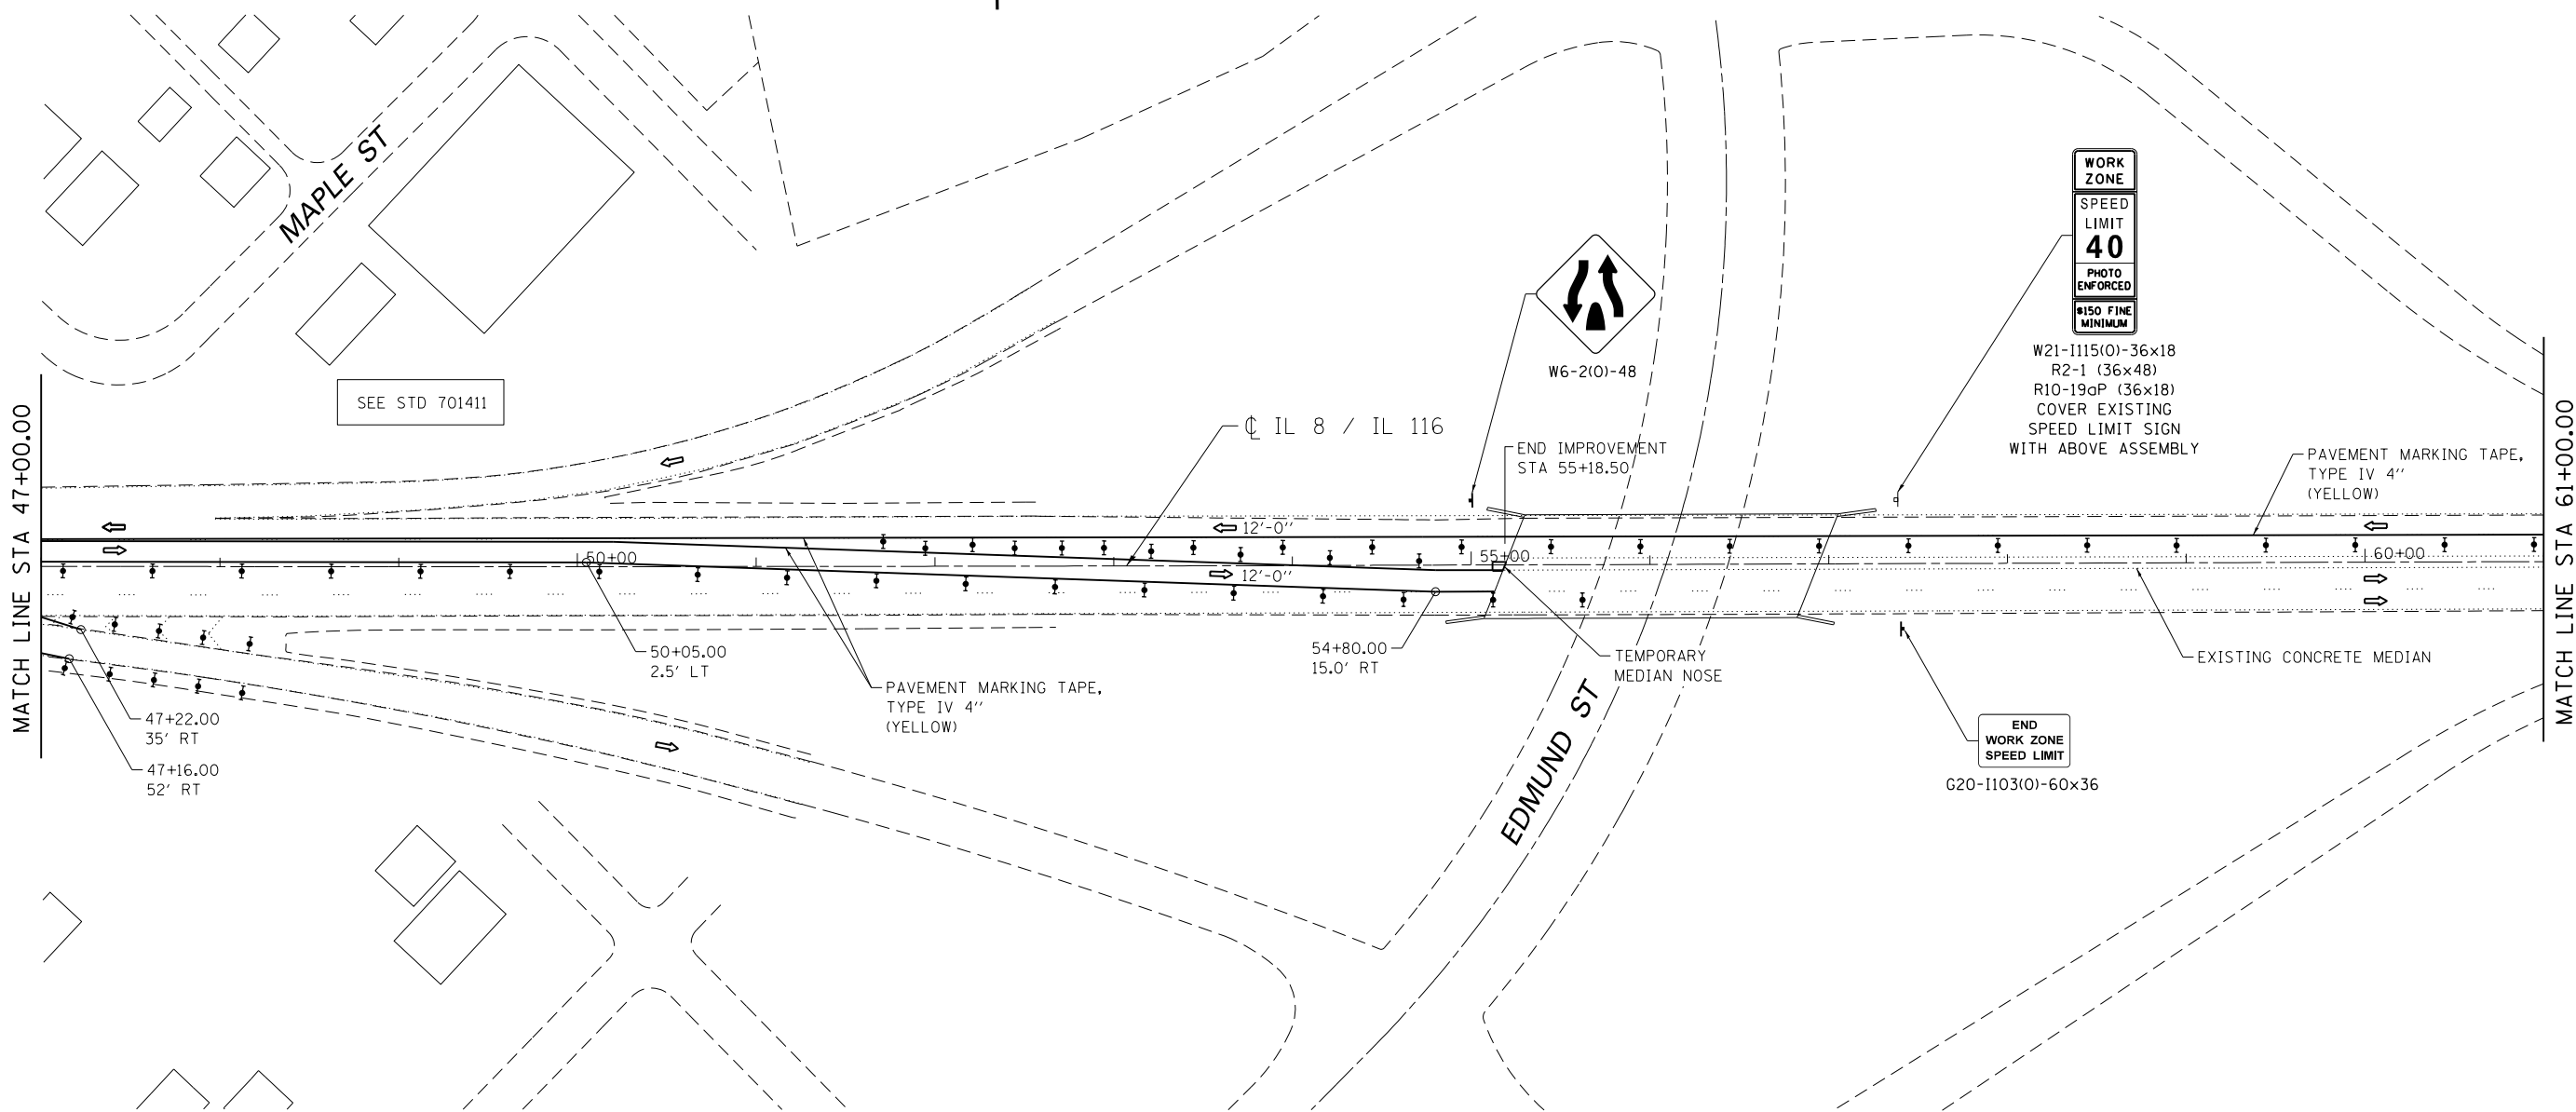 MAPLE ST
WORK
ZONE
SPEED
LIMIT
40
PHOTO
ENFORCED
$150 FINE
MINIMUM
W21-I115(O)-36x18
R2-1 (36x48)
R10-19aP (36x18)
COVER EXISTING
SPEED LIMIT SIGN
WITH ABOVE ASSEMBLY
W6-2(O)-48
SEE STD 701411
MATCH LINE STA 47+00.00
℄ IL 8 / IL 116
END IMPROVEMENT
STA 55+18.50
PAVEMENT MARKING TAPE,
TYPE IV 4''
(YELLOW)
MATCH LINE STA 61+00.00
12'-0''
50+00
55+00
60+00
12'-0''
50+05.00
2.5' LT
54+80.00
15.0' RT
TEMPORARY
MEDIAN NOSE
EXISTING CONCRETE MEDIAN
PAVEMENT MARKING TAPE,
TYPE IV 4''
(YELLOW)
47+22.00
35' RT
47+16.00
52' RT
EDMUND ST
END
WORK ZONE
SPEED LIMIT
G20-I103(O)-60x36